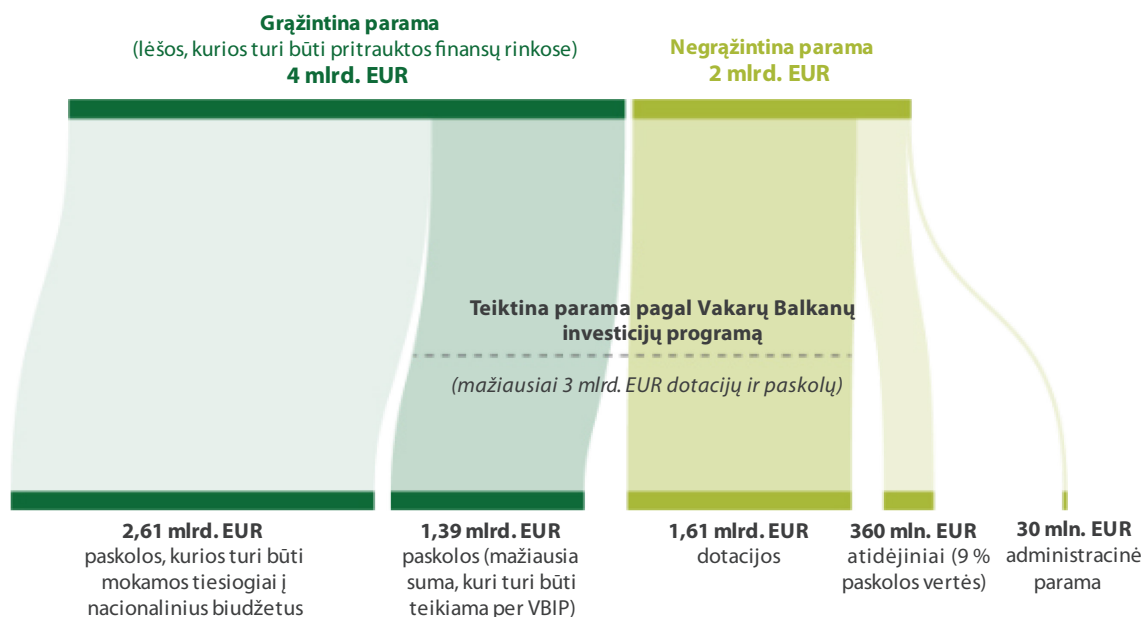 Grąžintina parama
(lėšos, kurios turi būti pritrauktos finansų rinkose)
4 mlrd. EUR
Negrąžintina parama
2 mlrd. EUR
Teiktina parama pagal Vakarų Balkanų
investicijų programą
(mažiausiai 3 mlrd. EUR dotacijų ir paskolų)
2,61 mlrd. EUR
paskolos, kurios turi būti
mokamos tiesiogiai į
nacionalinius biudžetus
1,39 mlrd. EUR
paskolos (mažiausia
suma, kuri turi būti
teikiama per VBIP)
1,61 mlrd. EUR
dotacijos
360 mln. EUR
atidėjiniai (9 %
paskolos vertės)
30 mln. EUR
administracinė
parama